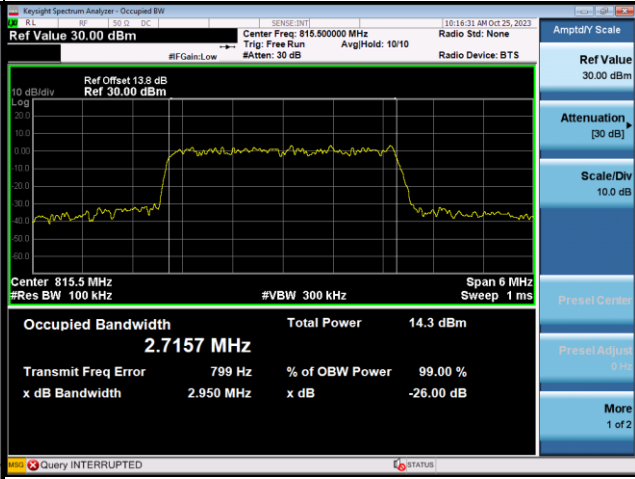 Keysight Spectrum Analyzer - Occupied BW
RL RF 50 Ω DC SENSE:INT 10:16:31 AM Oct 25, 2023
Ref Value 30.00 dBm
Center Freq: 815.500000 MHz
Radio Std: None
Trig: Free Run Avg|Hold: 10/10
#IFGain:Low
#Atten: 30 dB
Radio Device: BTS
Ref Offset 13.8 dB
10 dB/div Ref 30.00 dBm
Log
20.0
10.0
0.00
-10.0
-20.0
-30.0
-40.0
-50.0
-60.0
Center 815.5 MHz Span 6 MHz
#Res BW 100 kHz #VBW 300 kHz Sweep 1 ms
Occupied Bandwidth Total Power 14.3 dBm
2.7157 MHz
Transmit Freq Error 799 Hz % of OBW Power 99.00 %
x dB Bandwidth 2.950 MHz x dB -26.00 dB
Amptd/Y Scale
Ref Value
30.00 dBm
Attenuation
[30 dB]
Scale/Div
10.0 dB
Presel Center
Presel Adjust
0 Hz
More
1 of 2
MSG Query INTERRUPTED STATUS